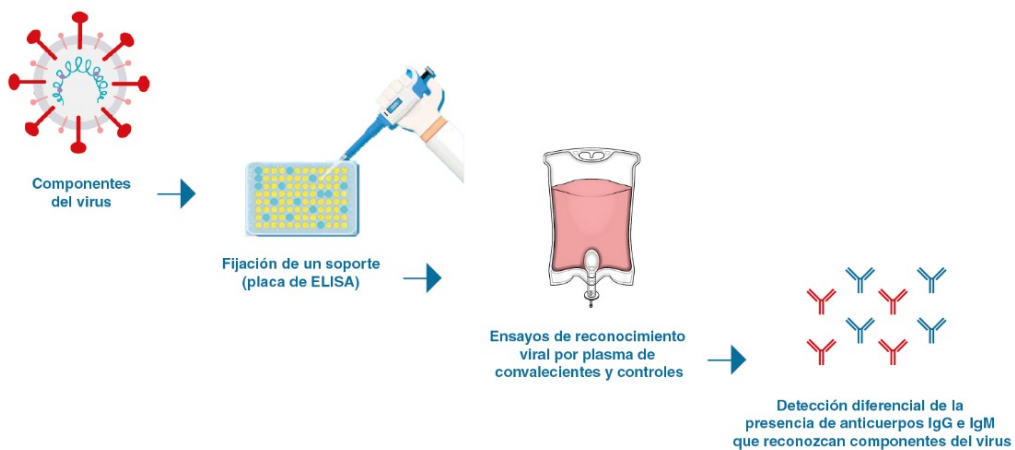 Componentes
del virus
Fijación de un soporte
(placa de ELISA)
Ensayos de reconocimiento
viral por plasma de
convalecientes y controles
Detección diferencial de la
presencia de anticuerpos IgG e IgM
que reconozcan componentes del virus